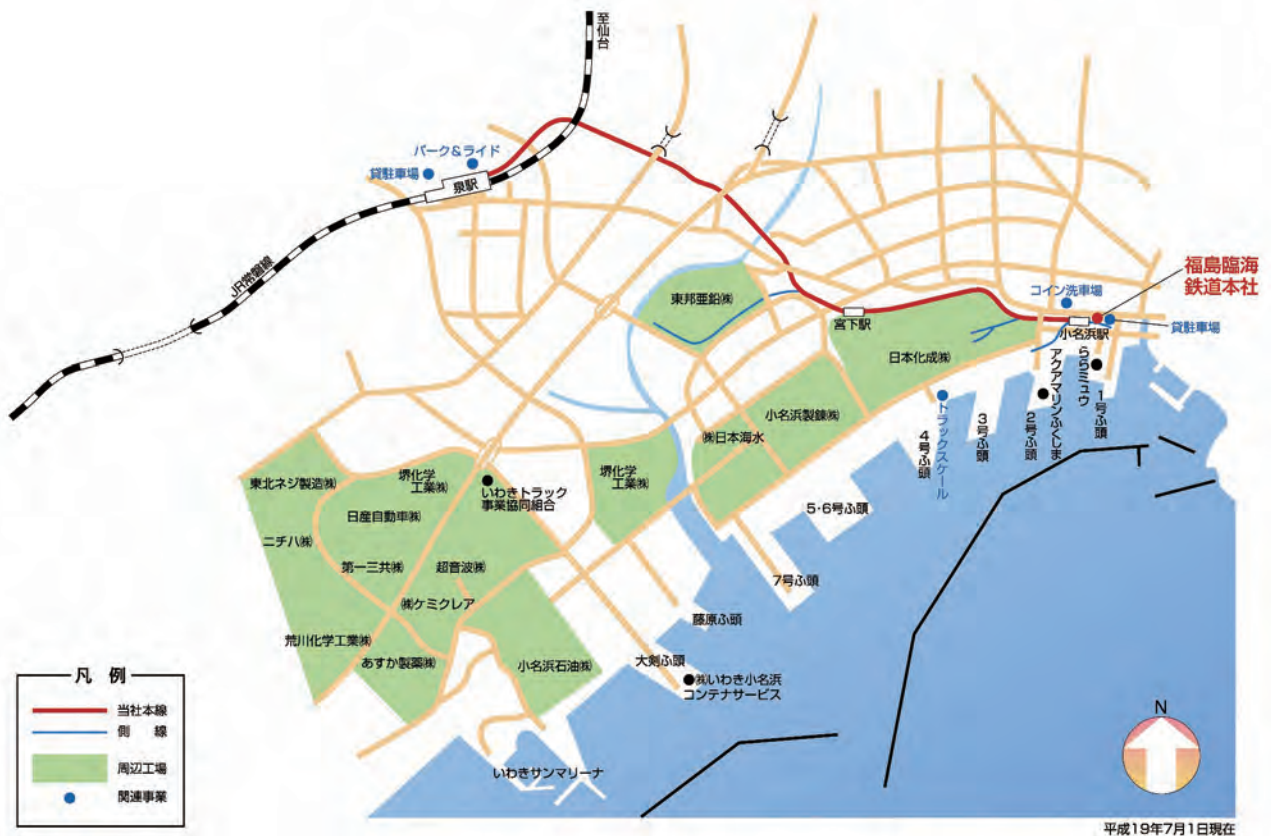 至仙台
パーク&ライド
貸駐車場
泉駅
JR常磐線
東邦亜鉛㈱
宮下駅
日本化成㈱
コイン洗車場
福島臨海
鉄道本社
小名浜駅
貸駐車場
ららミュウ
1号ふ頭
アクアマリンふくしま
2号ふ頭
3号ふ頭
トラックスケール
4号ふ頭
小名浜製錬㈱
㈱日本海水
5・6号ふ頭
7号ふ頭
堺化学
工業㈱
東北ネジ製造㈱
堺化学
工業㈱
いわきトラック
事業協同組合
日産自動車㈱
ニチハ㈱
第一三共㈱
超音波㈱
㈱ケミクレア
荒川化学工業㈱
あすか製薬㈱
小名浜石油㈱
藤原ふ頭
大剣ふ頭
㈱いわき小名浜
コンテナサービス
いわきサンマリーナ
凡 例
当社本線
側 線
周辺工場
関連事業
N
平成19年7月1日現在